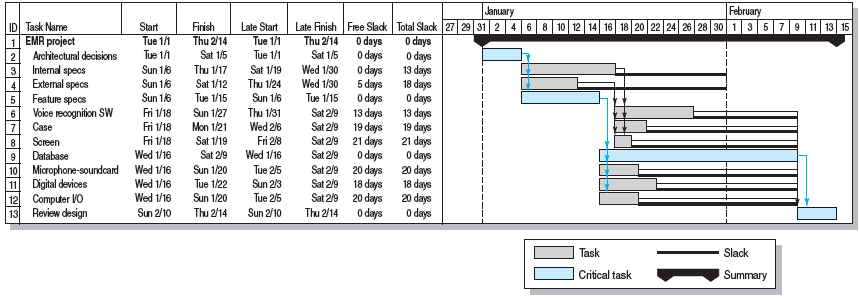 January February
ID Task Name Start Finish Late Start Late Finish Free Slack Total Slack 27 29 31 2 4 6 8 10 12 14 16 18 20 22 24 26 28 30 1 3 5 7 9 11 13 15
1 EMR project Tue 1/1 Thu 2/14 Tue 1/1 Thu 2/14 0 days 0 days
2 Architectural decisions Tue 1/1 Sat 1/5 Tue 1/1 Sat 1/5 0 days 0 days
3 Internal specs Sun 1/6 Thu 1/17 Sat 1/19 Wed 1/30 0 days 13 days
4 External specs Sun 1/6 Sat 1/12 Thu 1/24 Wed 1/30 5 days 18 days
5 Feature specs Sun 1/6 Tue 1/15 Sun 1/6 Tue 1/15 0 days 0 days
6 Voice recognition SW Fri 1/18 Sun 1/27 Thu 1/31 Sat 2/9 13 days 13 days
7 Case Fri 1/18 Mon 1/21 Wed 2/6 Sat 2/9 19 days 19 days
8 Screen Fri 1/18 Sat 1/19 Fri 2/8 Sat 2/9 21 days 21 days
9 Database Wed 1/16 Sat 2/9 Wed 1/16 Sat 2/9 0 days 0 days
10 Microphone-soundcard Wed 1/16 Sun 1/20 Tue 2/5 Sat 2/9 20 days 20 days
11 Digital devices Wed 1/16 Tue 1/22 Sun 2/3 Sat 2/9 18 days 18 days
12 Computer I/O Wed 1/16 Sun 1/20 Tue 2/5 Sat 2/9 20 days 20 days
13 Review design Sun 2/10 Thu 2/14 Sun 2/10 Thu 2/14 0 days 0 days
Task Slack
Critical task Summary